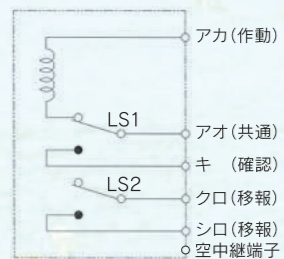 アカ(作動)
LS1
アオ(共通)
キ (確認)
LS2
クロ(移報)
シロ(移報)
空中継端子